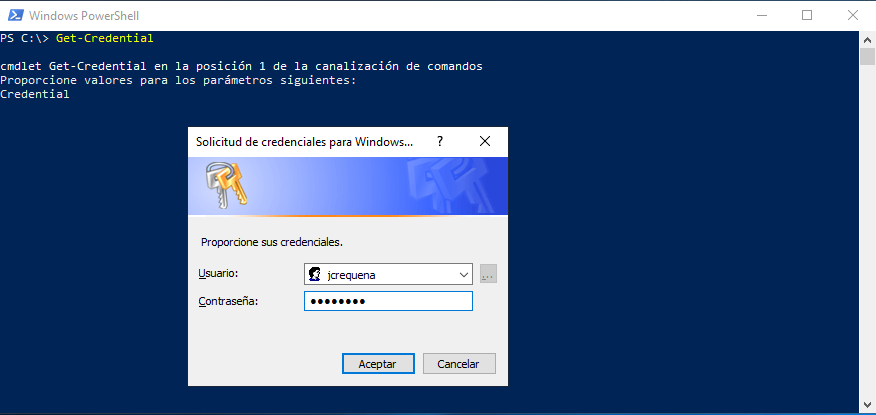 Windows PowerShell
PS C:\> Get-Credential
cmdlet Get-Credential en la posición 1 de la canalización de comandos
Proporcione valores para los parámetros siguientes:
Credential
Solicitud de credenciales para Windows... ?
Proporcione sus credenciales.
Usuario: jcrequena ...
Contraseña: ●●●●●●●●
Aceptar Cancelar